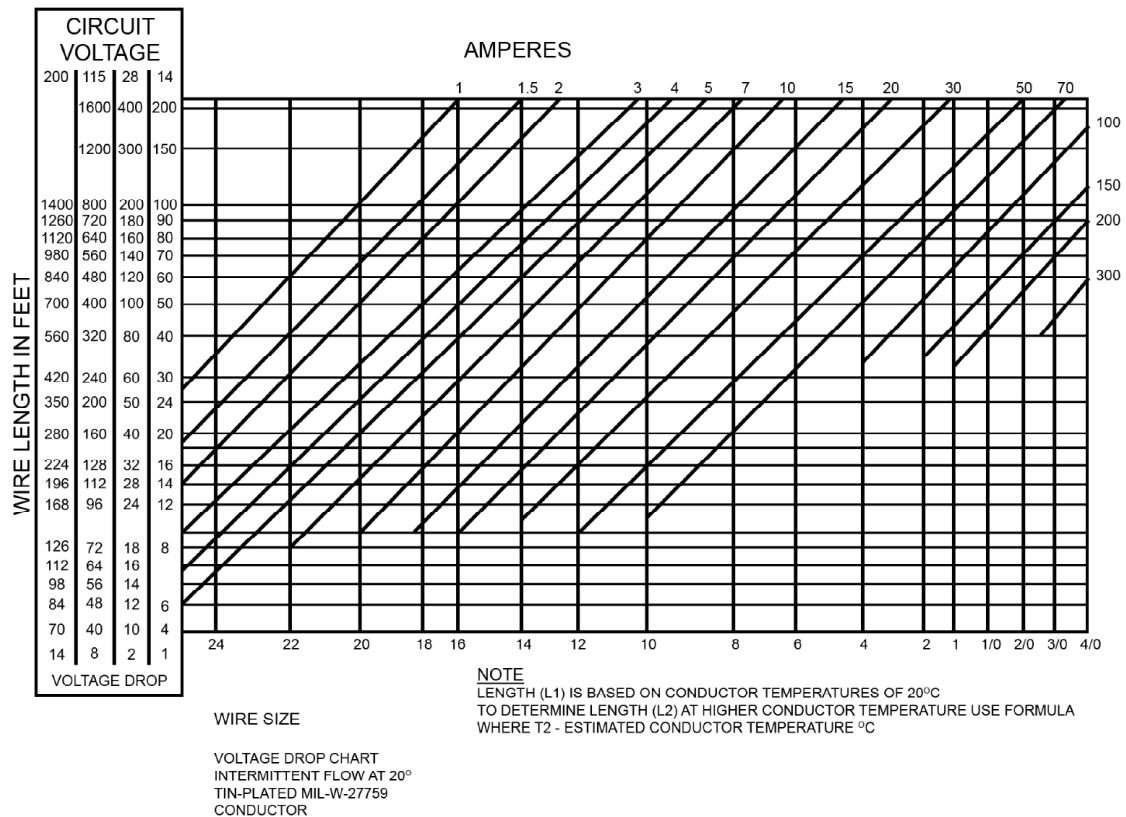 CIRCUIT
VOLTAGE
AMPERES
200 115 28 14
1 1.5 2 3 4 5 7 10 15 20 30 50 70
1600 400 200
100
1200 300 150
150
1400 800 200 100
1260 720 180 90
200
1120 640 160 80
980 560 140 70
840 480 120 60
300
700 400 100 50
560 320 80 40
420 240 60 30
350 200 50 24
280 160 40 20
224 128 32 16
196 112 28 14
168 96 24 12
126 72 18 8
112 64 16
98 56 14
84 48 12 6
70 40 10 4
14 8 2 1
WIRE LENGTH IN FEET
24 22 20 18 16 14 12 10 8 6 4 2 1 1/0 2/0 3/0 4/0
VOLTAGE DROP
NOTE
LENGTH (L1) IS BASED ON CONDUCTOR TEMPERATURES OF 20°C
TO DETERMINE LENGTH (L2) AT HIGHER CONDUCTOR TEMPERATURE USE FORMULA
WHERE T2 - ESTIMATED CONDUCTOR TEMPERATURE °C
WIRE SIZE
VOLTAGE DROP CHART
INTERMITTENT FLOW AT 20°
TIN-PLATED MIL-W-27759
CONDUCTOR